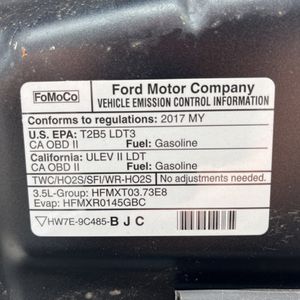 FoMoCo
Ford Motor Company
VEHICLE EMISSION CONTROL INFORMATION
Conforms to regulations: 2017 MY
U.S. EPA: T2B5 LDT3
CA OBD II Fuel: Gasoline
California: ULEV II LDT
CA OBD II Fuel: Gasoline
TWC/HO2S/SFI/WR-HO2S No adjustments needed
3.5L-Group: HFMXT03.73E8
Evap: HFMXR0145GBC
HW7E-9C485-BJC